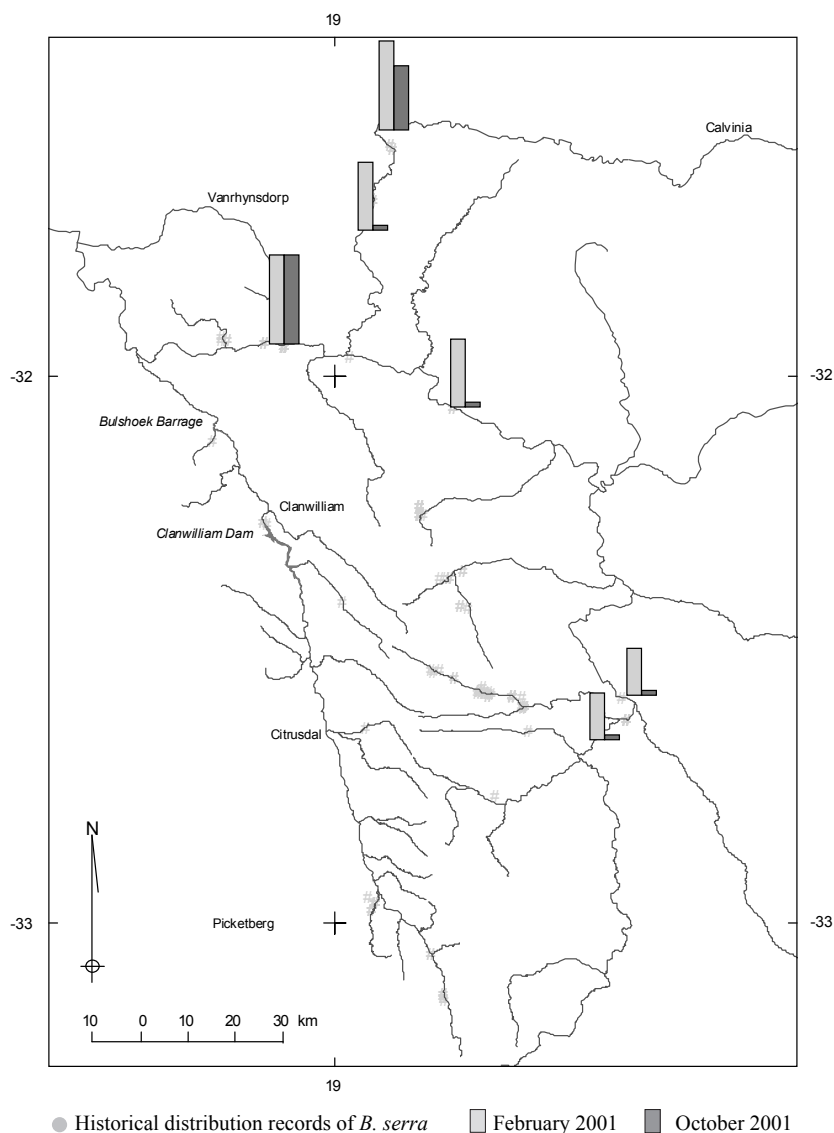 19
Calvinia
Vanrhynsdorp
-32 -32
Bulshoek Barrage
Clanwilliam
Clanwilliam Dam
Citrusdal
N
-33 Picketberg -33
10 0 10 20 30 km
19
Historical distribution records of B. serra February 2001 October 2001